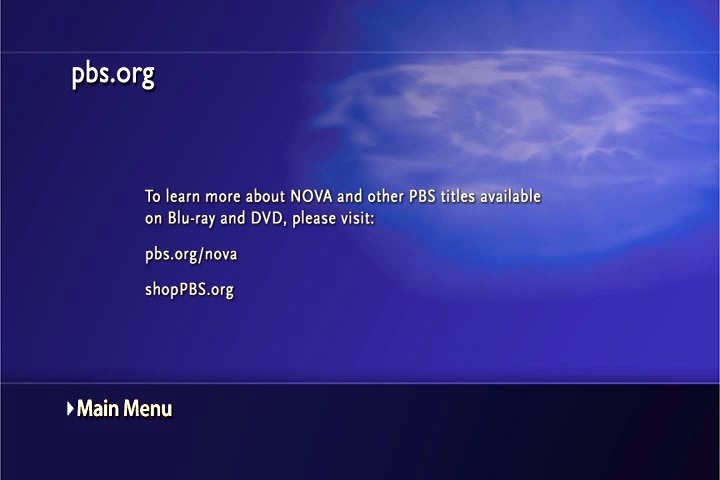 pbs.org
To learn more about NOVA and other PBS titles available
on Blu-ray and DVD, please visit:
pbs.org/nova
shopPBS.org
Main Menu